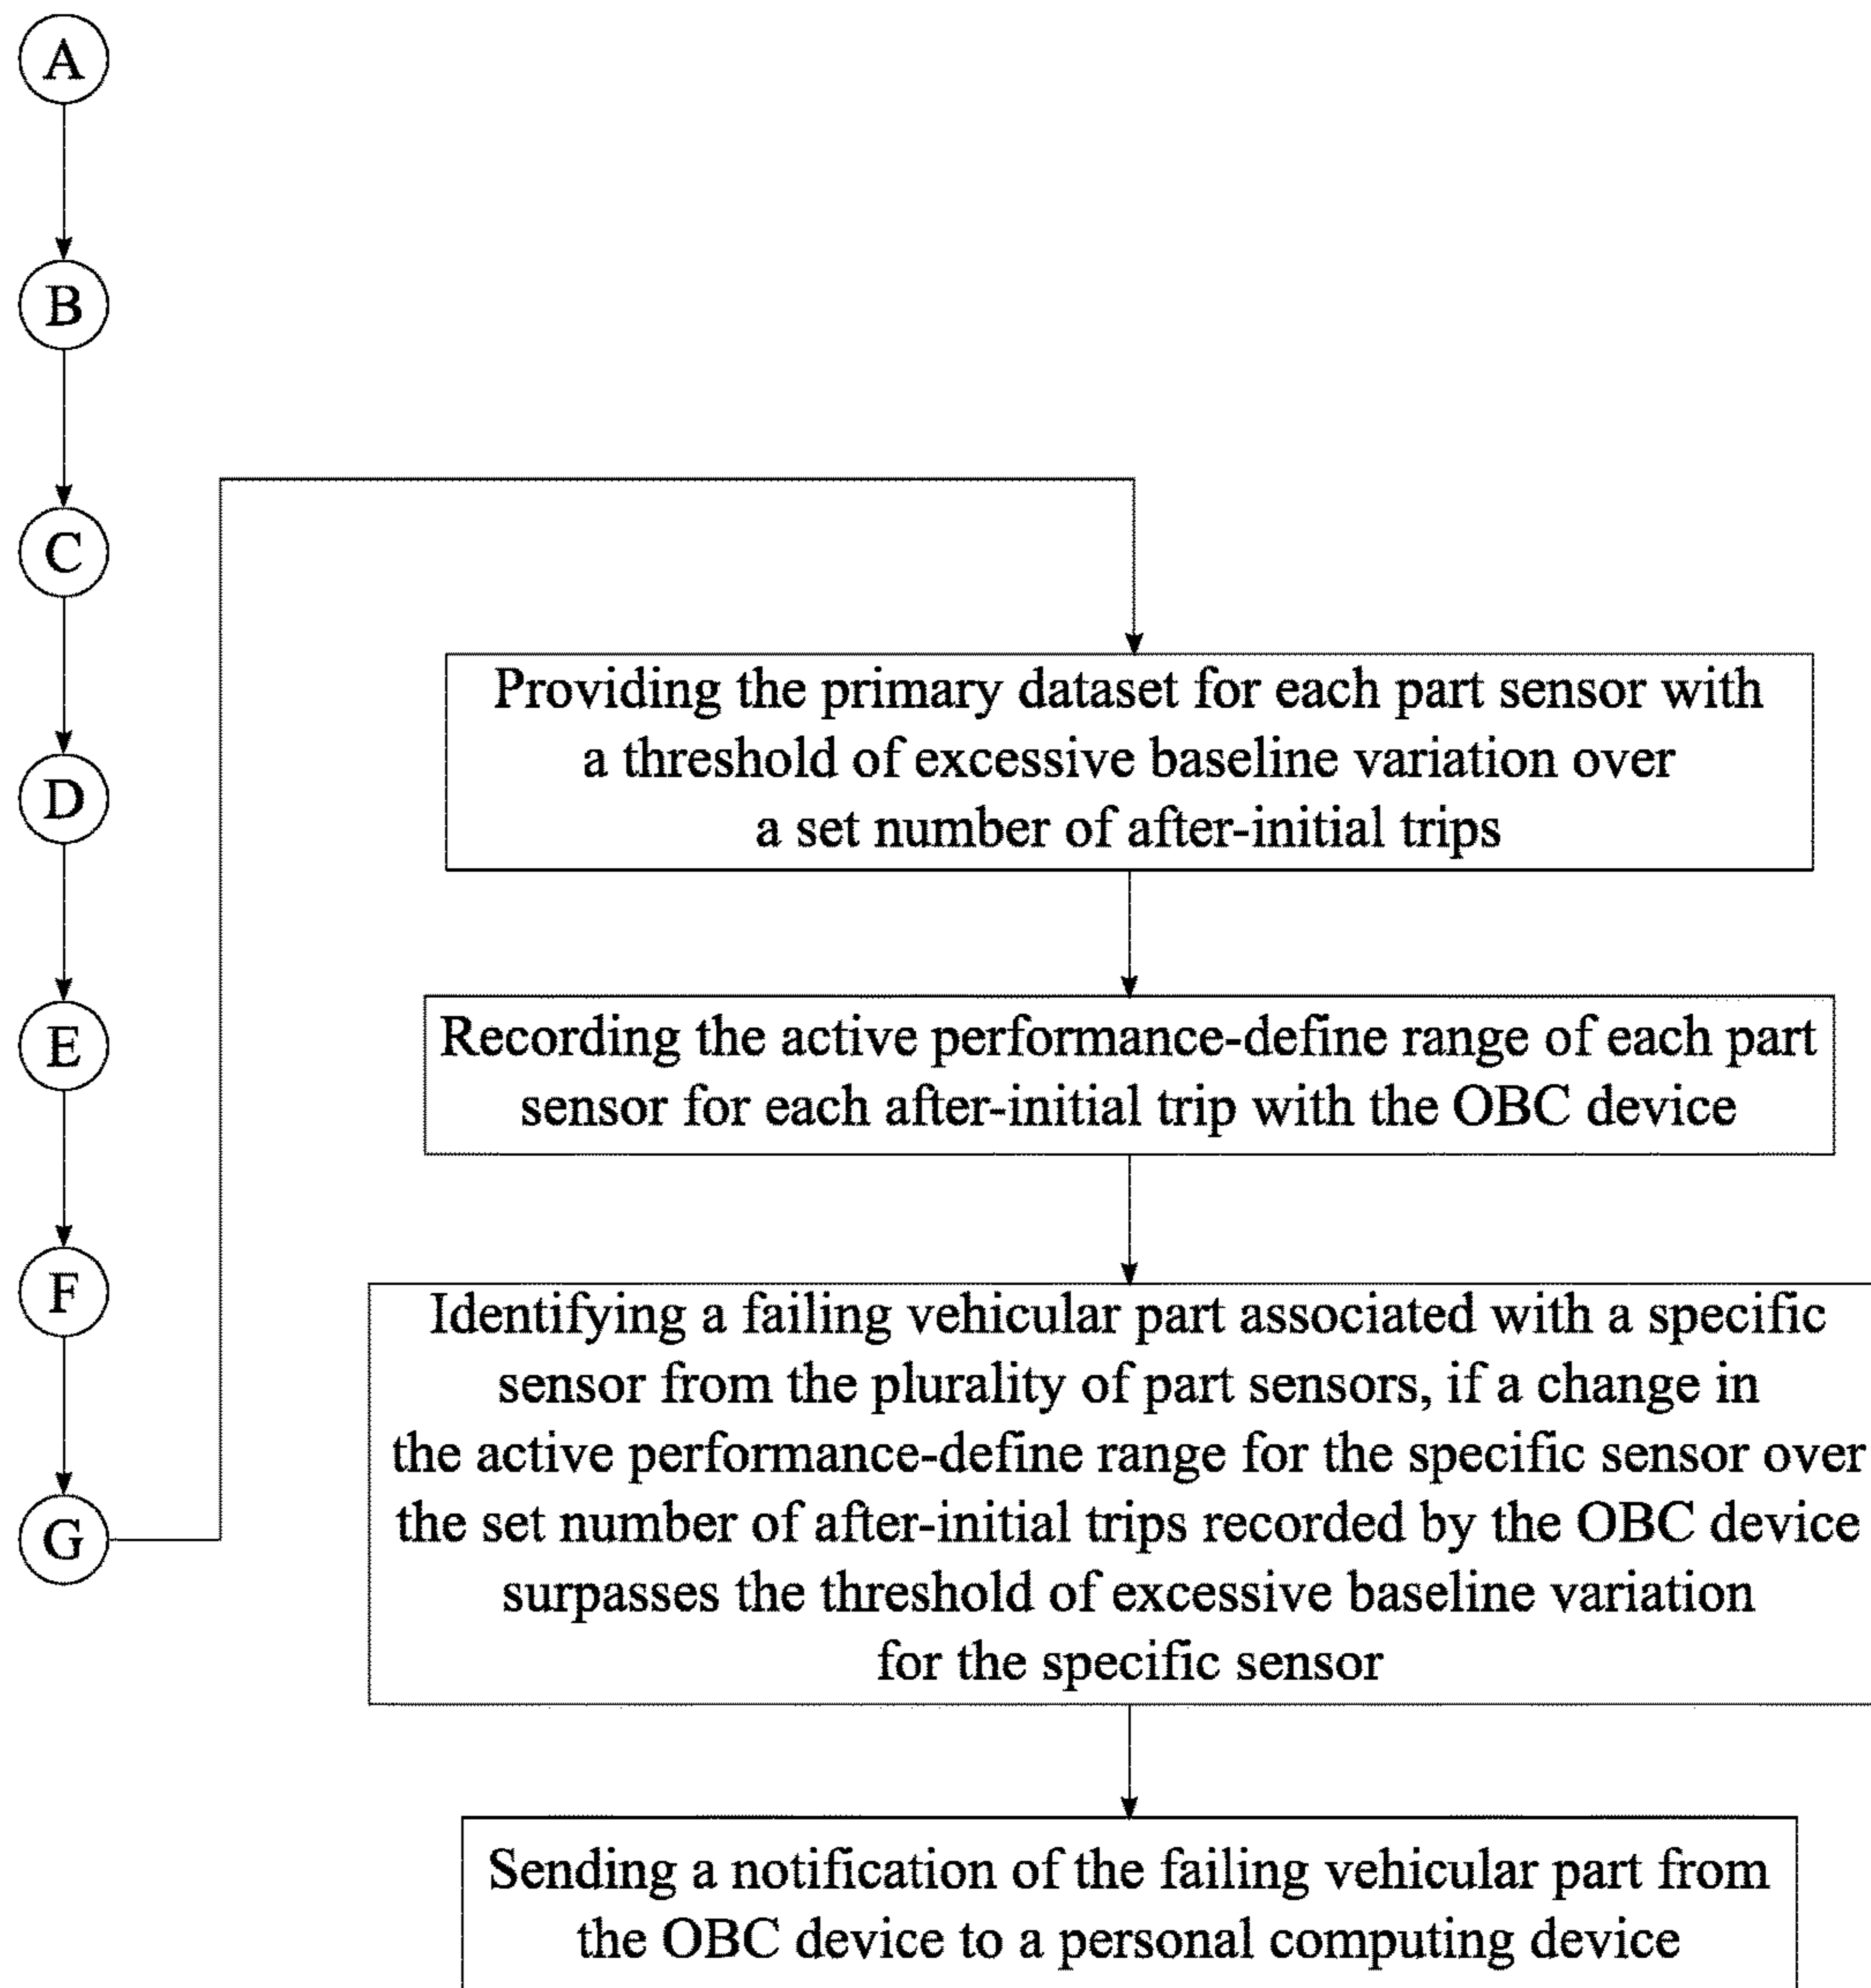 A
B
C
D
E
F
G
Providing the primary dataset for each part sensor with
a threshold of excessive baseline variation over
a set number of after-initial trips
Recording the active performance-define range of each part
sensor for each after-initial trip with the OBC device
Identifying a failing vehicular part associated with a specific
sensor from the plurality of part sensors, if a change in
the active performance-define range for the specific sensor over
the set number of after-initial trips recorded by the OBC device
surpasses the threshold of excessive baseline variation
for the specific sensor
Sending a notification of the failing vehicular part from
the OBC device to a personal computing device